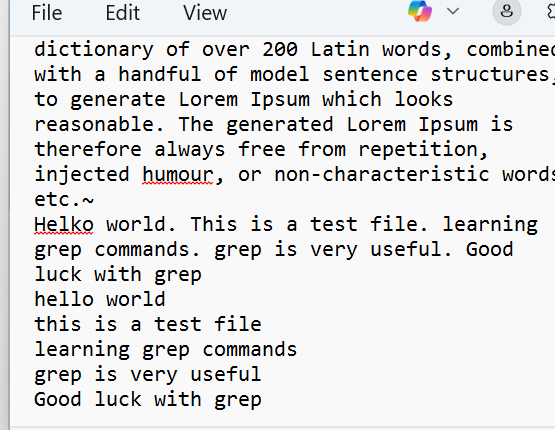 File Edit View
dictionary of over 200 Latin words, combined
with a handful of model sentence structures,
to generate Lorem Ipsum which looks
reasonable. The generated Lorem Ipsum is
therefore always free from repetition,
injected humour, or non-characteristic words
etc.~
Helko world. This is a test file. learning
grep commands. grep is very useful. Good
luck with grep
hello world
this is a test file
learning grep commands
grep is very useful
Good luck with grep